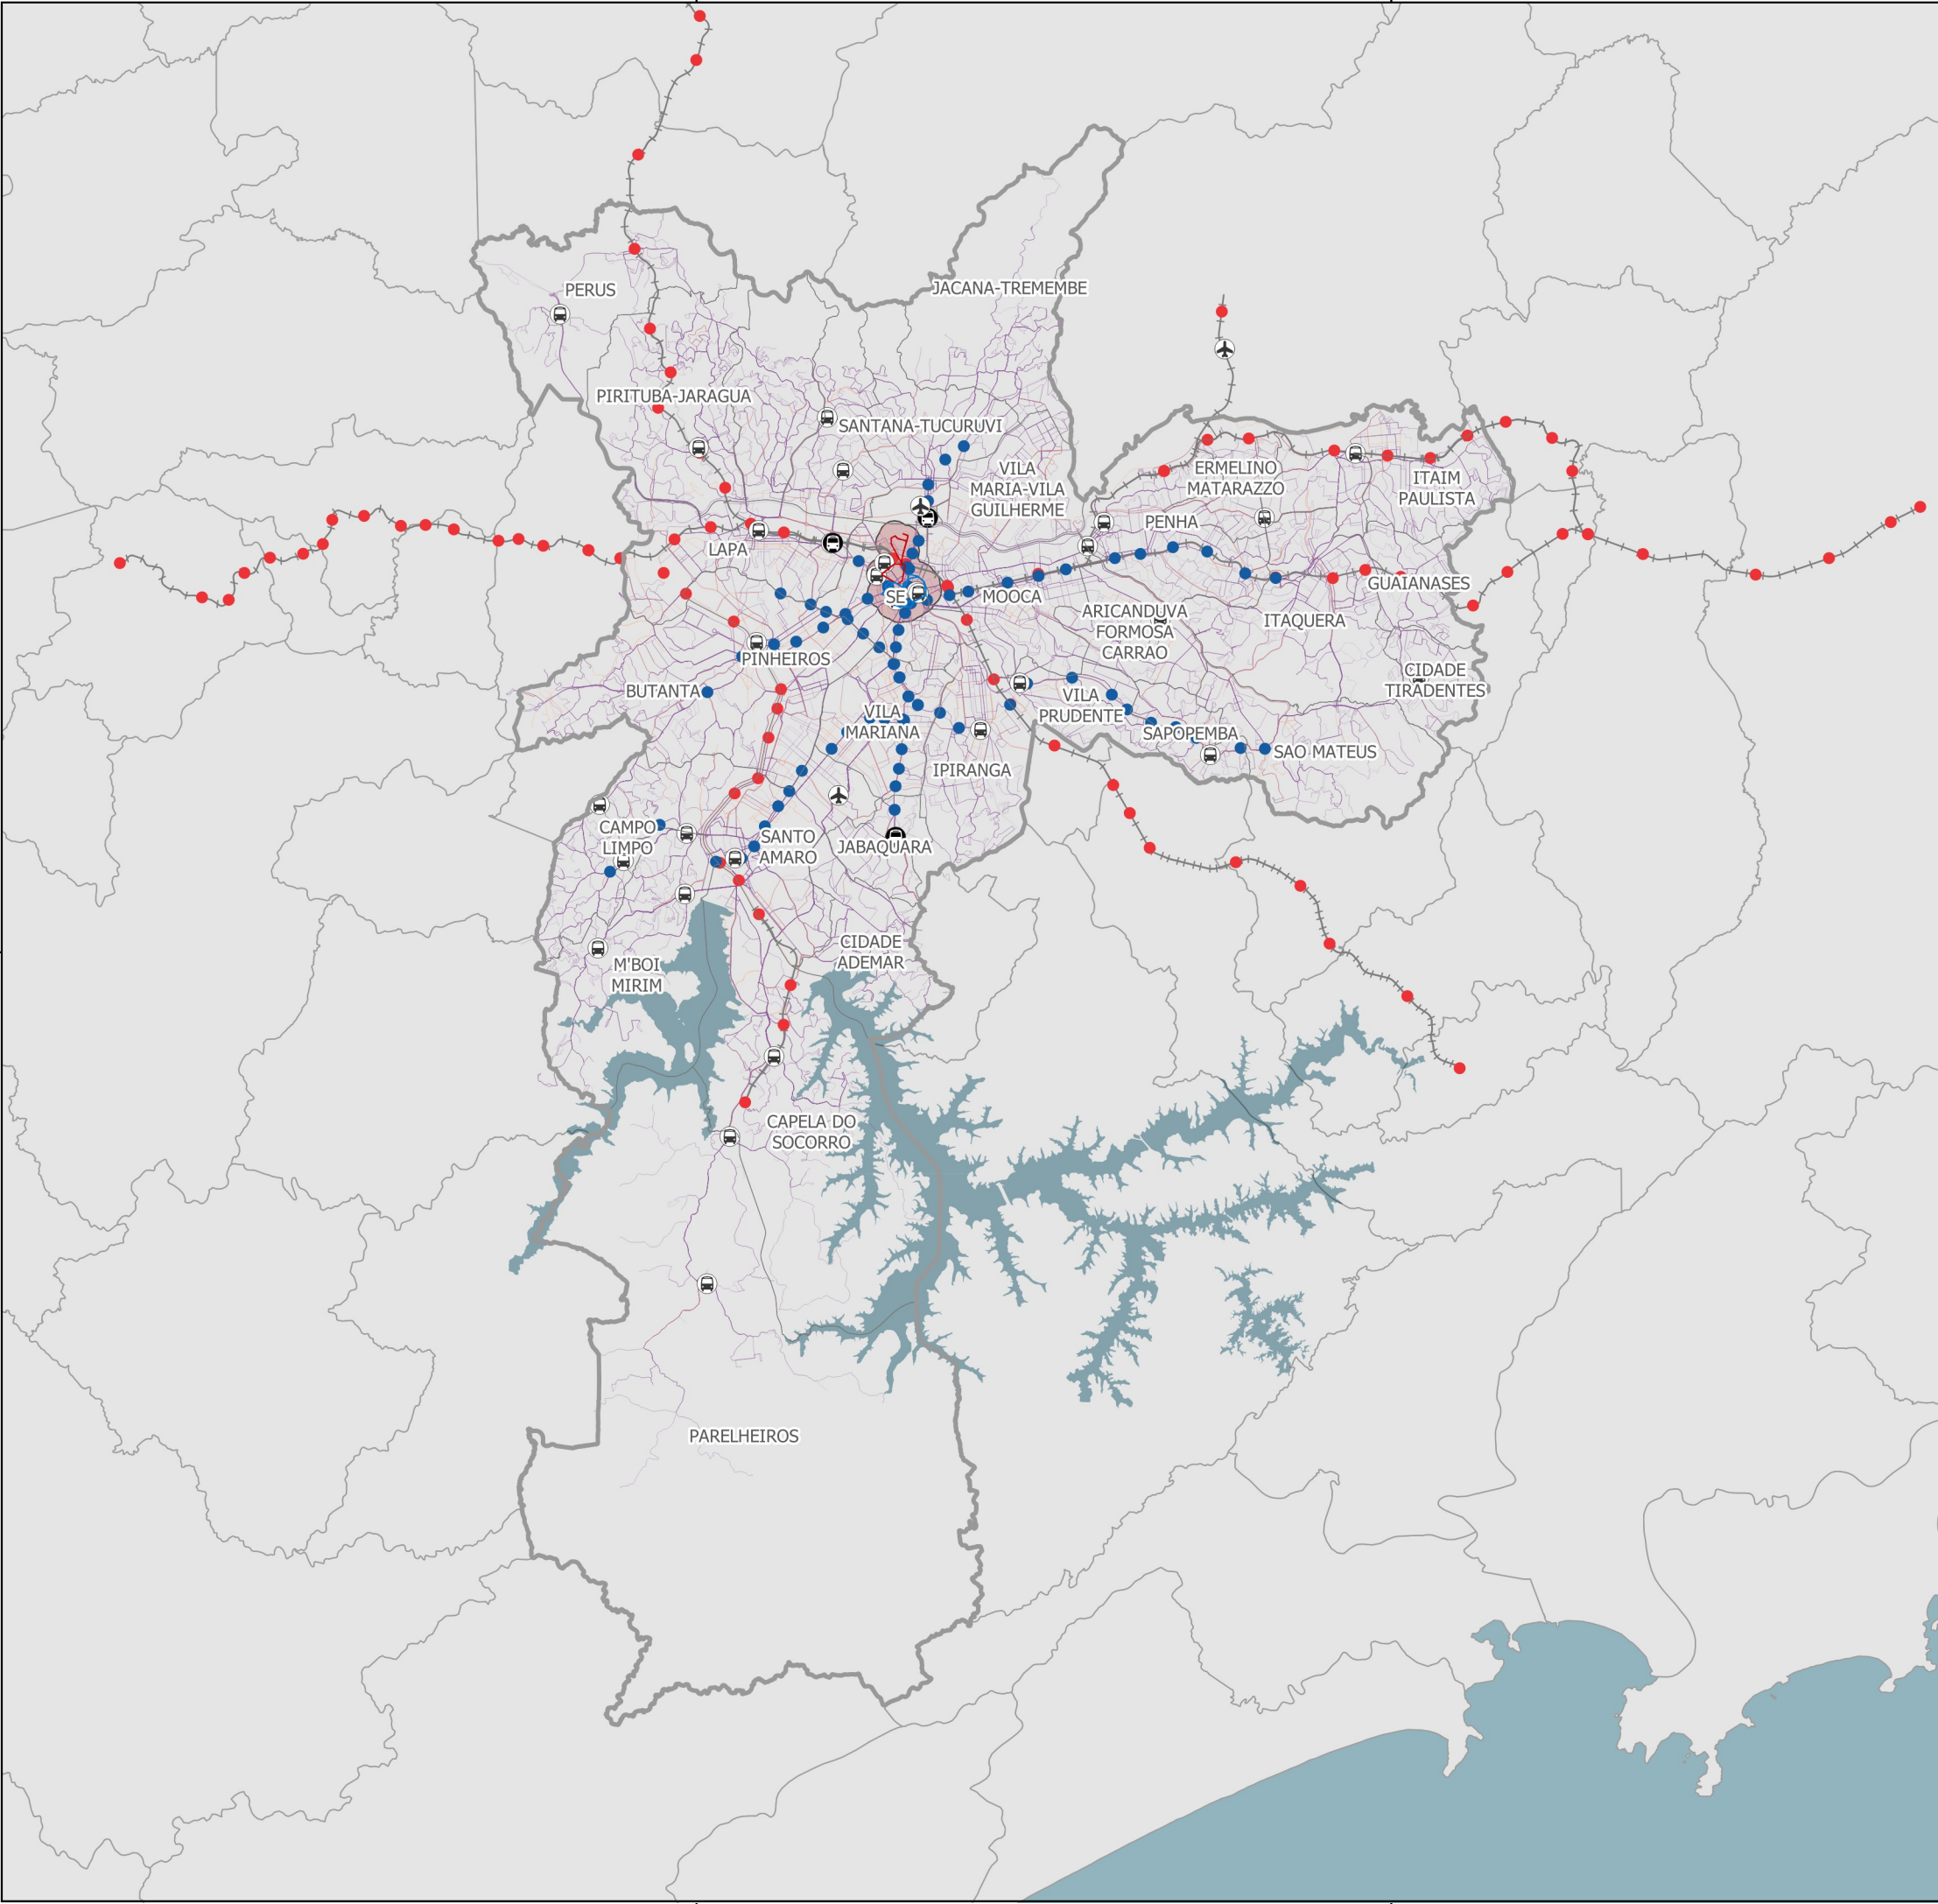 PERUS
JACANA-TREMEMBE
PIRITUBA-JARAGUA
SANTANA-TUCURUVI
VILA
MARIA-VILA
GUILHERME
ERMELINO
MATARAZZO
ITAIM
PAULISTA
PENHA
LAPA
GUAIANASES
SE
MOOCA
ARICANDUVA
FORMOSA
CARRAO
ITAQUERA
PINHEIROS
CIDADE
TIRADENTES
BUTANTA
VILA
PRUDENTE
VILA
MARIANA
SAPOPEMBA
SAO MATEUS
IPIRANGA
CAMPO
LIMPO
SANTO
AMARO
JABAQUARA
CIDADE
ADEMAR
M'BOI
MIRIM
CAPELA DO
SOCORRO
PARELHEIROS